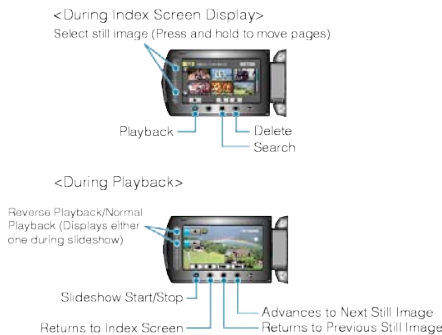 <During Index Screen Display>
Select still image (Press and hold to move pages)
Playback
Delete
Search
<During Playback>
Reverse Playback/Normal
Playback (Displays either
one during slideshow)
Slideshow Start/Stop
Advances to Next Still Image
Returns to Index Screen
Returns to Previous Still Image